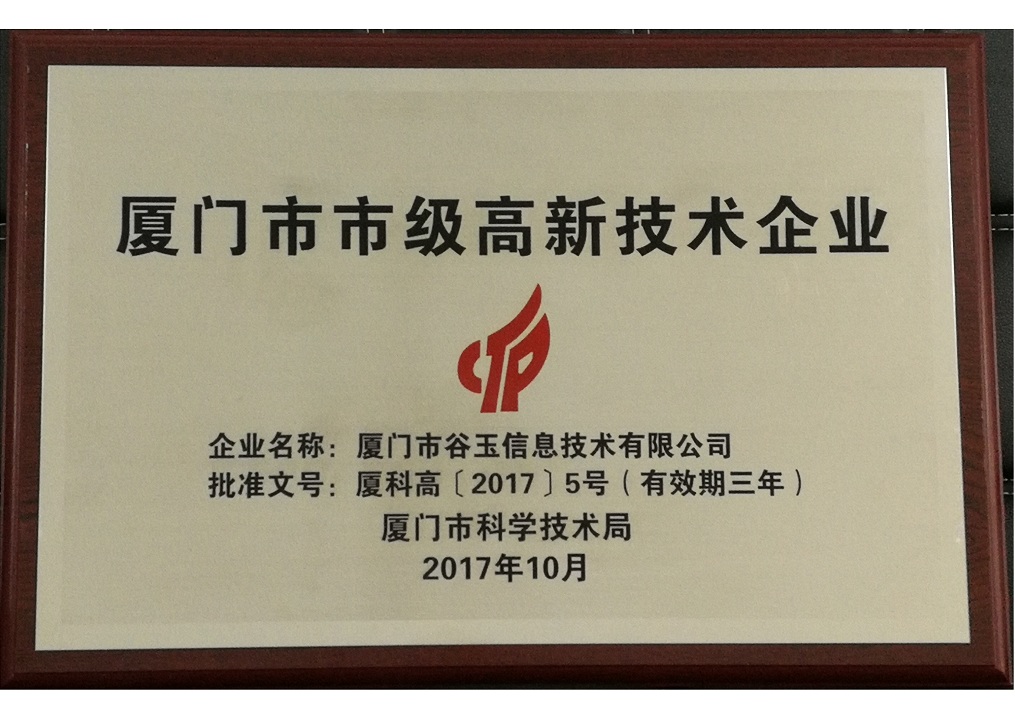 厦门市市级高新技术企业
CTP
企业名称：厦门市谷玉信息技术有限公司
批准文号：厦科高〔2017〕5号（有效期三年）
厦门市科学技术局
2017年10月